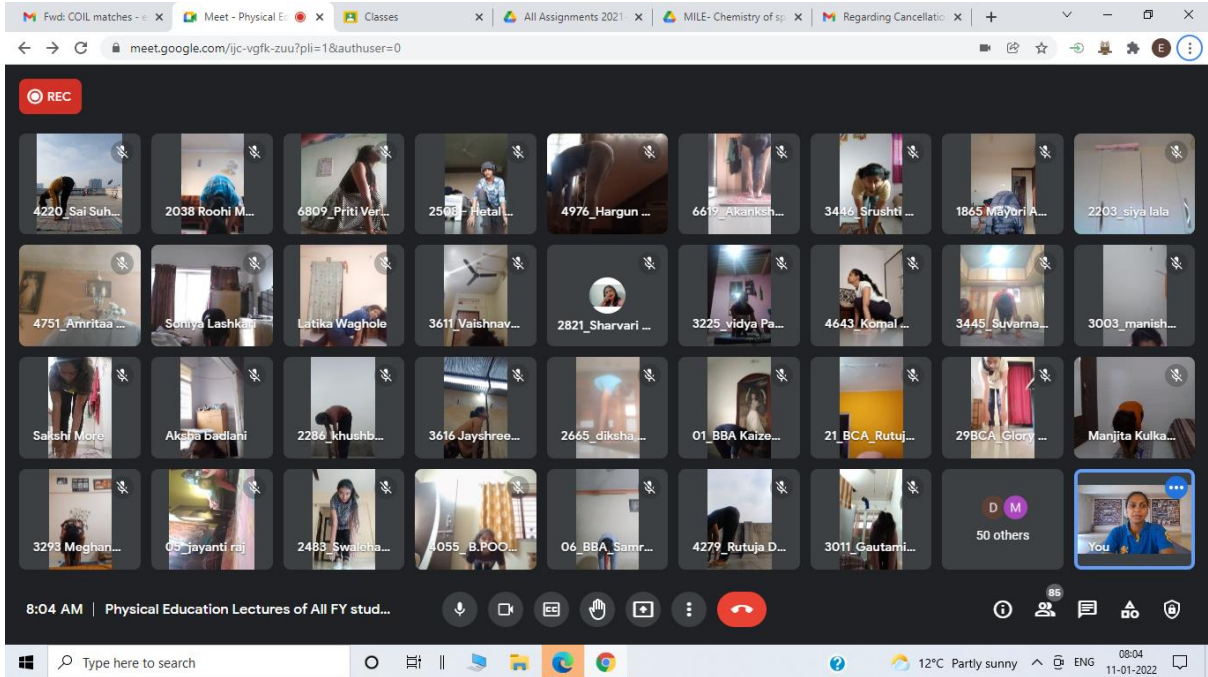 Fwd: COIL matches - e
Meet - Physical Ec
Classes
All Assignments 2021-
MILE- Chemistry of sp
Regarding Cancellatio
meet.google.com/ijc-vgfk-zuu?pli=1&authuser=0
E
REC
4220_Sai Suh...
2038 Roohi M...
6809_Priti Ver...
2508 - Hetal ...
4976_Hargun ...
6619_Akanksh...
3446_Srushti ...
1865 Mayuri A...
2203_siya lala
4751_Amritaa ...
Soniya Lashkari
Latika Waghole
3611_Vaishnav...
2821_Sharvari ...
3225_vidya Pa...
4643_Komal ...
3445_Suvarna...
3003_manish...
Sakshi More
Aksha badlani
2286_khushb...
3616 Jayshree...
2665_diksha ...
01_BBA Kaize...
21_BCA_Rutuj...
29BCA_Glory ...
Manjita Kulka...
3293 Meghan...
05_jayanti raj
2483_Swaleha...
4055_B.POO...
06_BBA_Samr...
4279_Rutuja D...
3011_Gautami...
D M
50 others
You
8:04 AM | Physical Education Lectures of All FY stud...
CC
85
Type here to search
12°C Partly sunny
ENG
08:04
11-01-2022